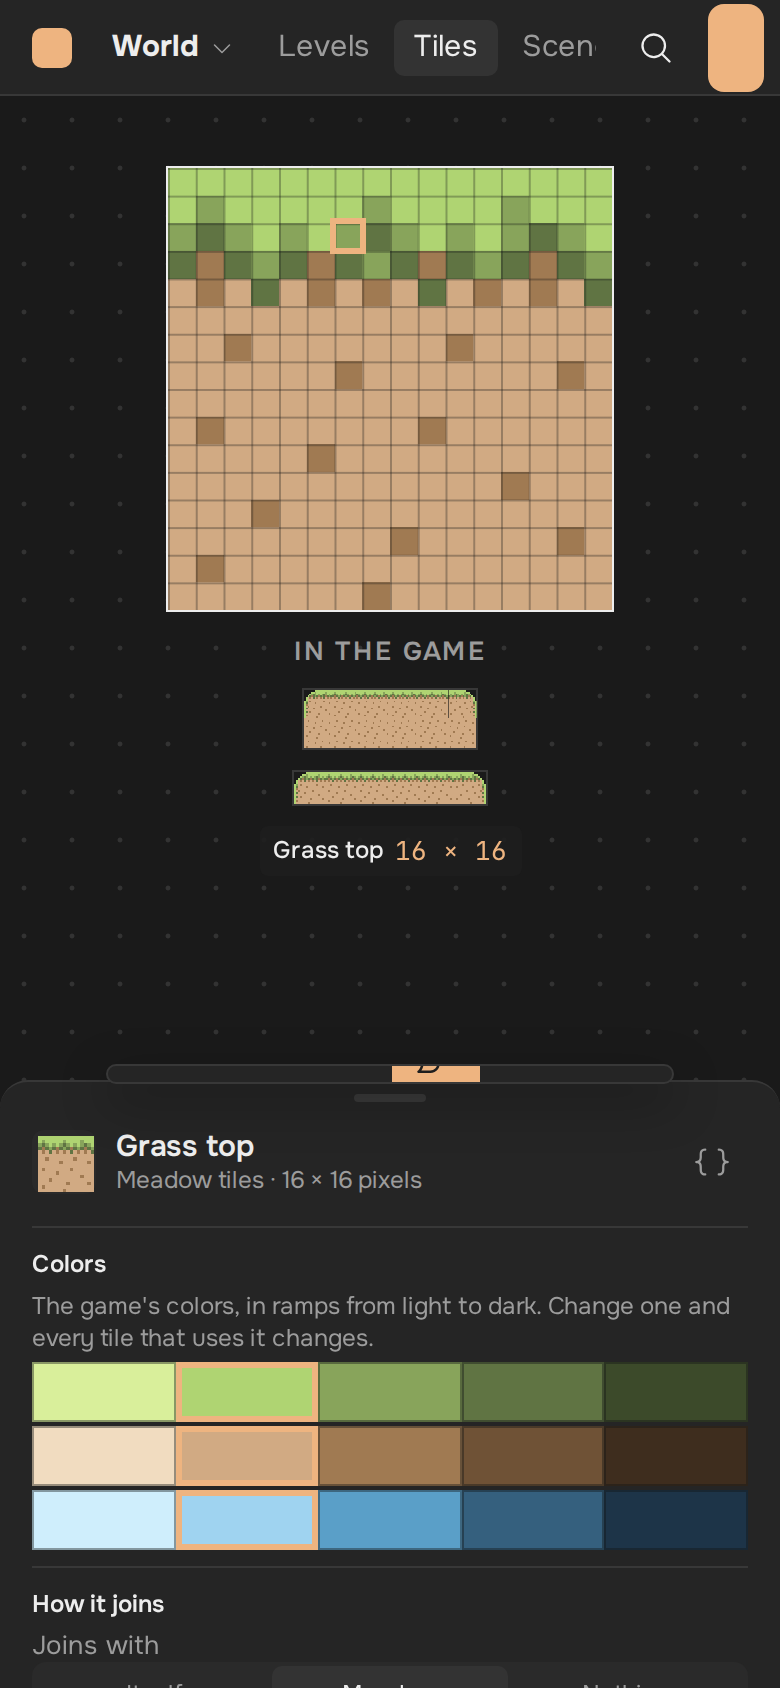 World Levels Tiles Scen
IN THE GAME
Grass top 16 × 16
Grass top
Meadow tiles · 16 × 16 pixels
{ }
Colors
The game's colors, in ramps from light to dark. Change one and
every tile that uses it changes.
How it joins
Joins with